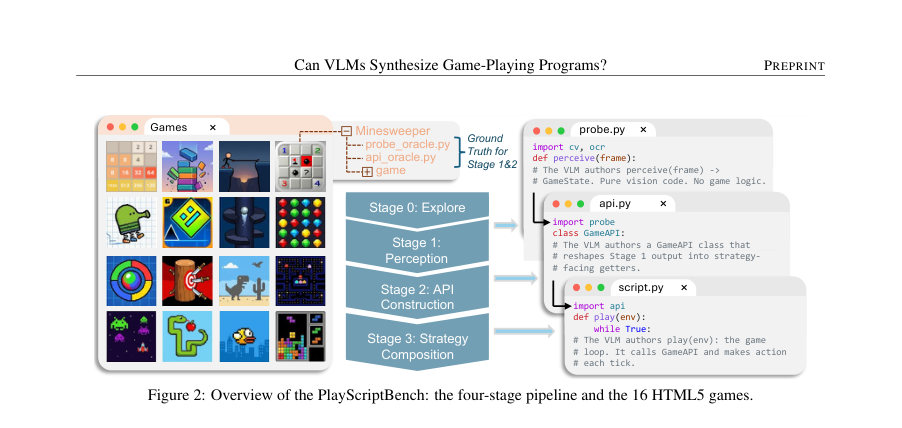 Can VLMs Synthesize Game-Playing Programs?
PREPRINT
Games ×
Minesweeper
probe_oracle.py
api_oracle.py
game
Ground
Truth for
Stage 1&2
Stage 0: Explore
Stage 1:
Perception
Stage 2: API
Construction
Stage 3: Strategy
Composition
probe.py ×
import cv, ocr
def perceive(frame):
# The VLM authors perceive(frame) ->
# GameState. Pure vision code. No game logic.
api.py ×
import probe
class GameAPI:
# The VLM authors a GameAPI class that
# reshapes Stage 1 output into strategy-
# facing getters.
script.py ×
import api
def play(env):
while True:
# The VLM authors play(env): the game
# loop. It calls GameAPI and makes action
# each tick.
Figure 2: Overview of the PlayScriptBench: the four-stage pipeline and the 16 HTML5 games.